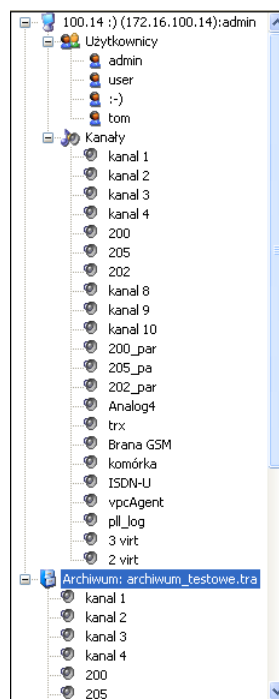 100.14 :) (172.16.100.14):admin
Użytkownicy
admin
user
:-)
tom
Kanały
kanal 1
kanal 2
kanal 3
kanal 4
200
205
202
kanal 8
kanal 9
kanal 10
200_par
205_pa
202_par
Analog4
trx
Brana GSM
komórka
ISDN-U
vpcAgent
pll_log
3 virt
2 virt
Archiwum: archiwum_testowe.tra
kanal 1
kanal 2
kanal 3
kanal 4
200
205